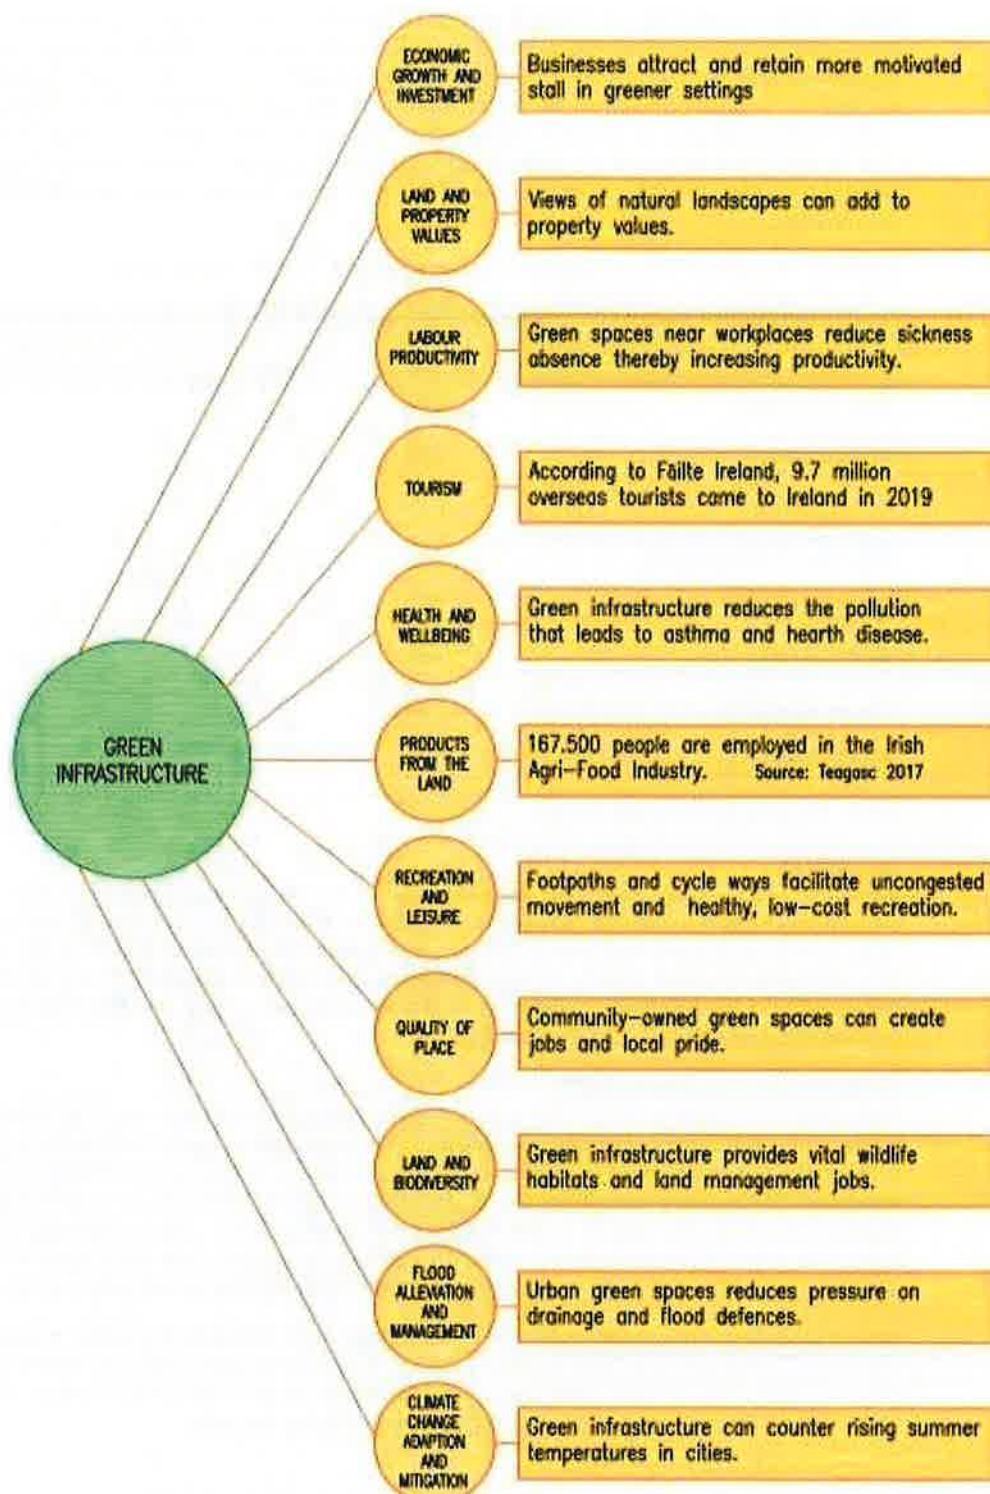 ECONOMIC
GROWTH AND
INVESTMENT
Businesses attract and retain more motivated
stall in greener settings
LAND AND
PROPERTY
VALUES
Views of natural landscapes can add to
property values.
LABOUR
PRODUCTIVITY
Green spaces near workplaces reduce sickness
absence thereby increasing productivity.
TOURISM
According to Fáilte Ireland, 9.7 million
overseas tourists came to Ireland in 2019
HEALTH AND
WELLBEING
Green infrastructure reduces the pollution
that leads to asthma and hearth disease.
GREEN
INFRASTRUCTURE
PRODUCTS
FROM THE
LAND
167.500 people are employed in the Irish
Agri-Food Industry. Source: Teagasc 2017
RECREATION
AND
LEISURE
Footpaths and cycle ways facilitate uncongested
movement and healthy, low-cost recreation.
QUALITY OF
PLACE
Community-owned green spaces can create
jobs and local pride.
LAND AND
BIODIVERSITY
Green infrastructure provides vital wildlife
habitats and land management jobs.
FLOOD
ALLEVIATION
AND
MANAGEMENT
Urban green spaces reduces pressure on
drainage and flood defences.
CLIMATE
CHANGE
ADAPTION
AND
MITIGATION
Green infrastructure can counter rising summer
temperatures in cities.